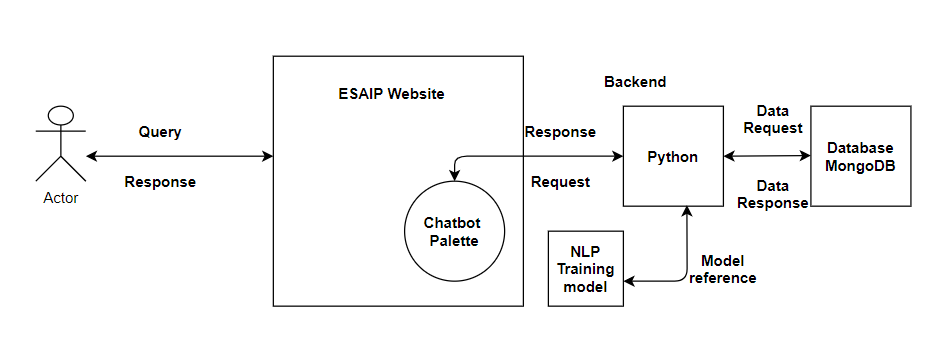 Backend
ESAIP Website
Query
Response
Actor
Chatbot
Palette
Response
Request
Python
Data
Request
Data
Response
Database
MongoDB
NLP
Training
model
Model
reference